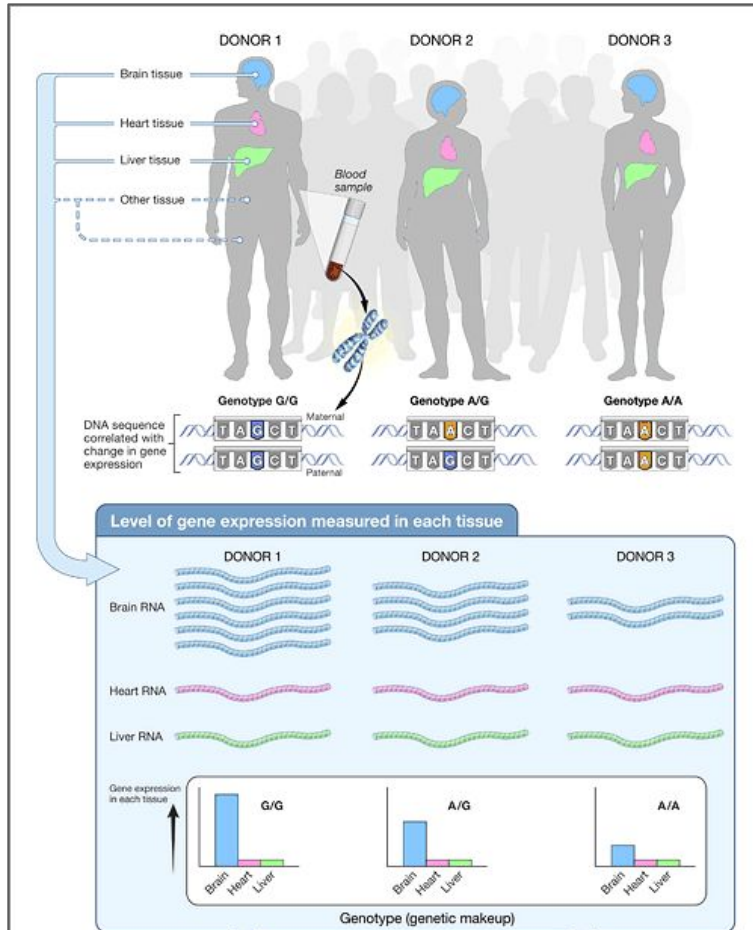 DONOR 1
DONOR 2
DONOR 3
Brain tissue
Heart tissue
Liver tissue
Other tissue
Blood
sample
Genotype G/G
Genotype A/G
Genotype A/A
DNA sequence
correlated with
change in gene
expression
Maternal
T A G C T
T A A C T
T A A C T
T A G C T
T A G C T
T A A C T
Paternal
Level of gene expression measured in each tissue
DONOR 1
DONOR 2
DONOR 3
Brain RNA
Heart RNA
Liver RNA
Gene expression
in each tissue
G/G
A/G
A/A
Brain
Heart
Liver
Brain
Heart
Liver
Brain
Heart
Liver
Genotype (genetic makeup)